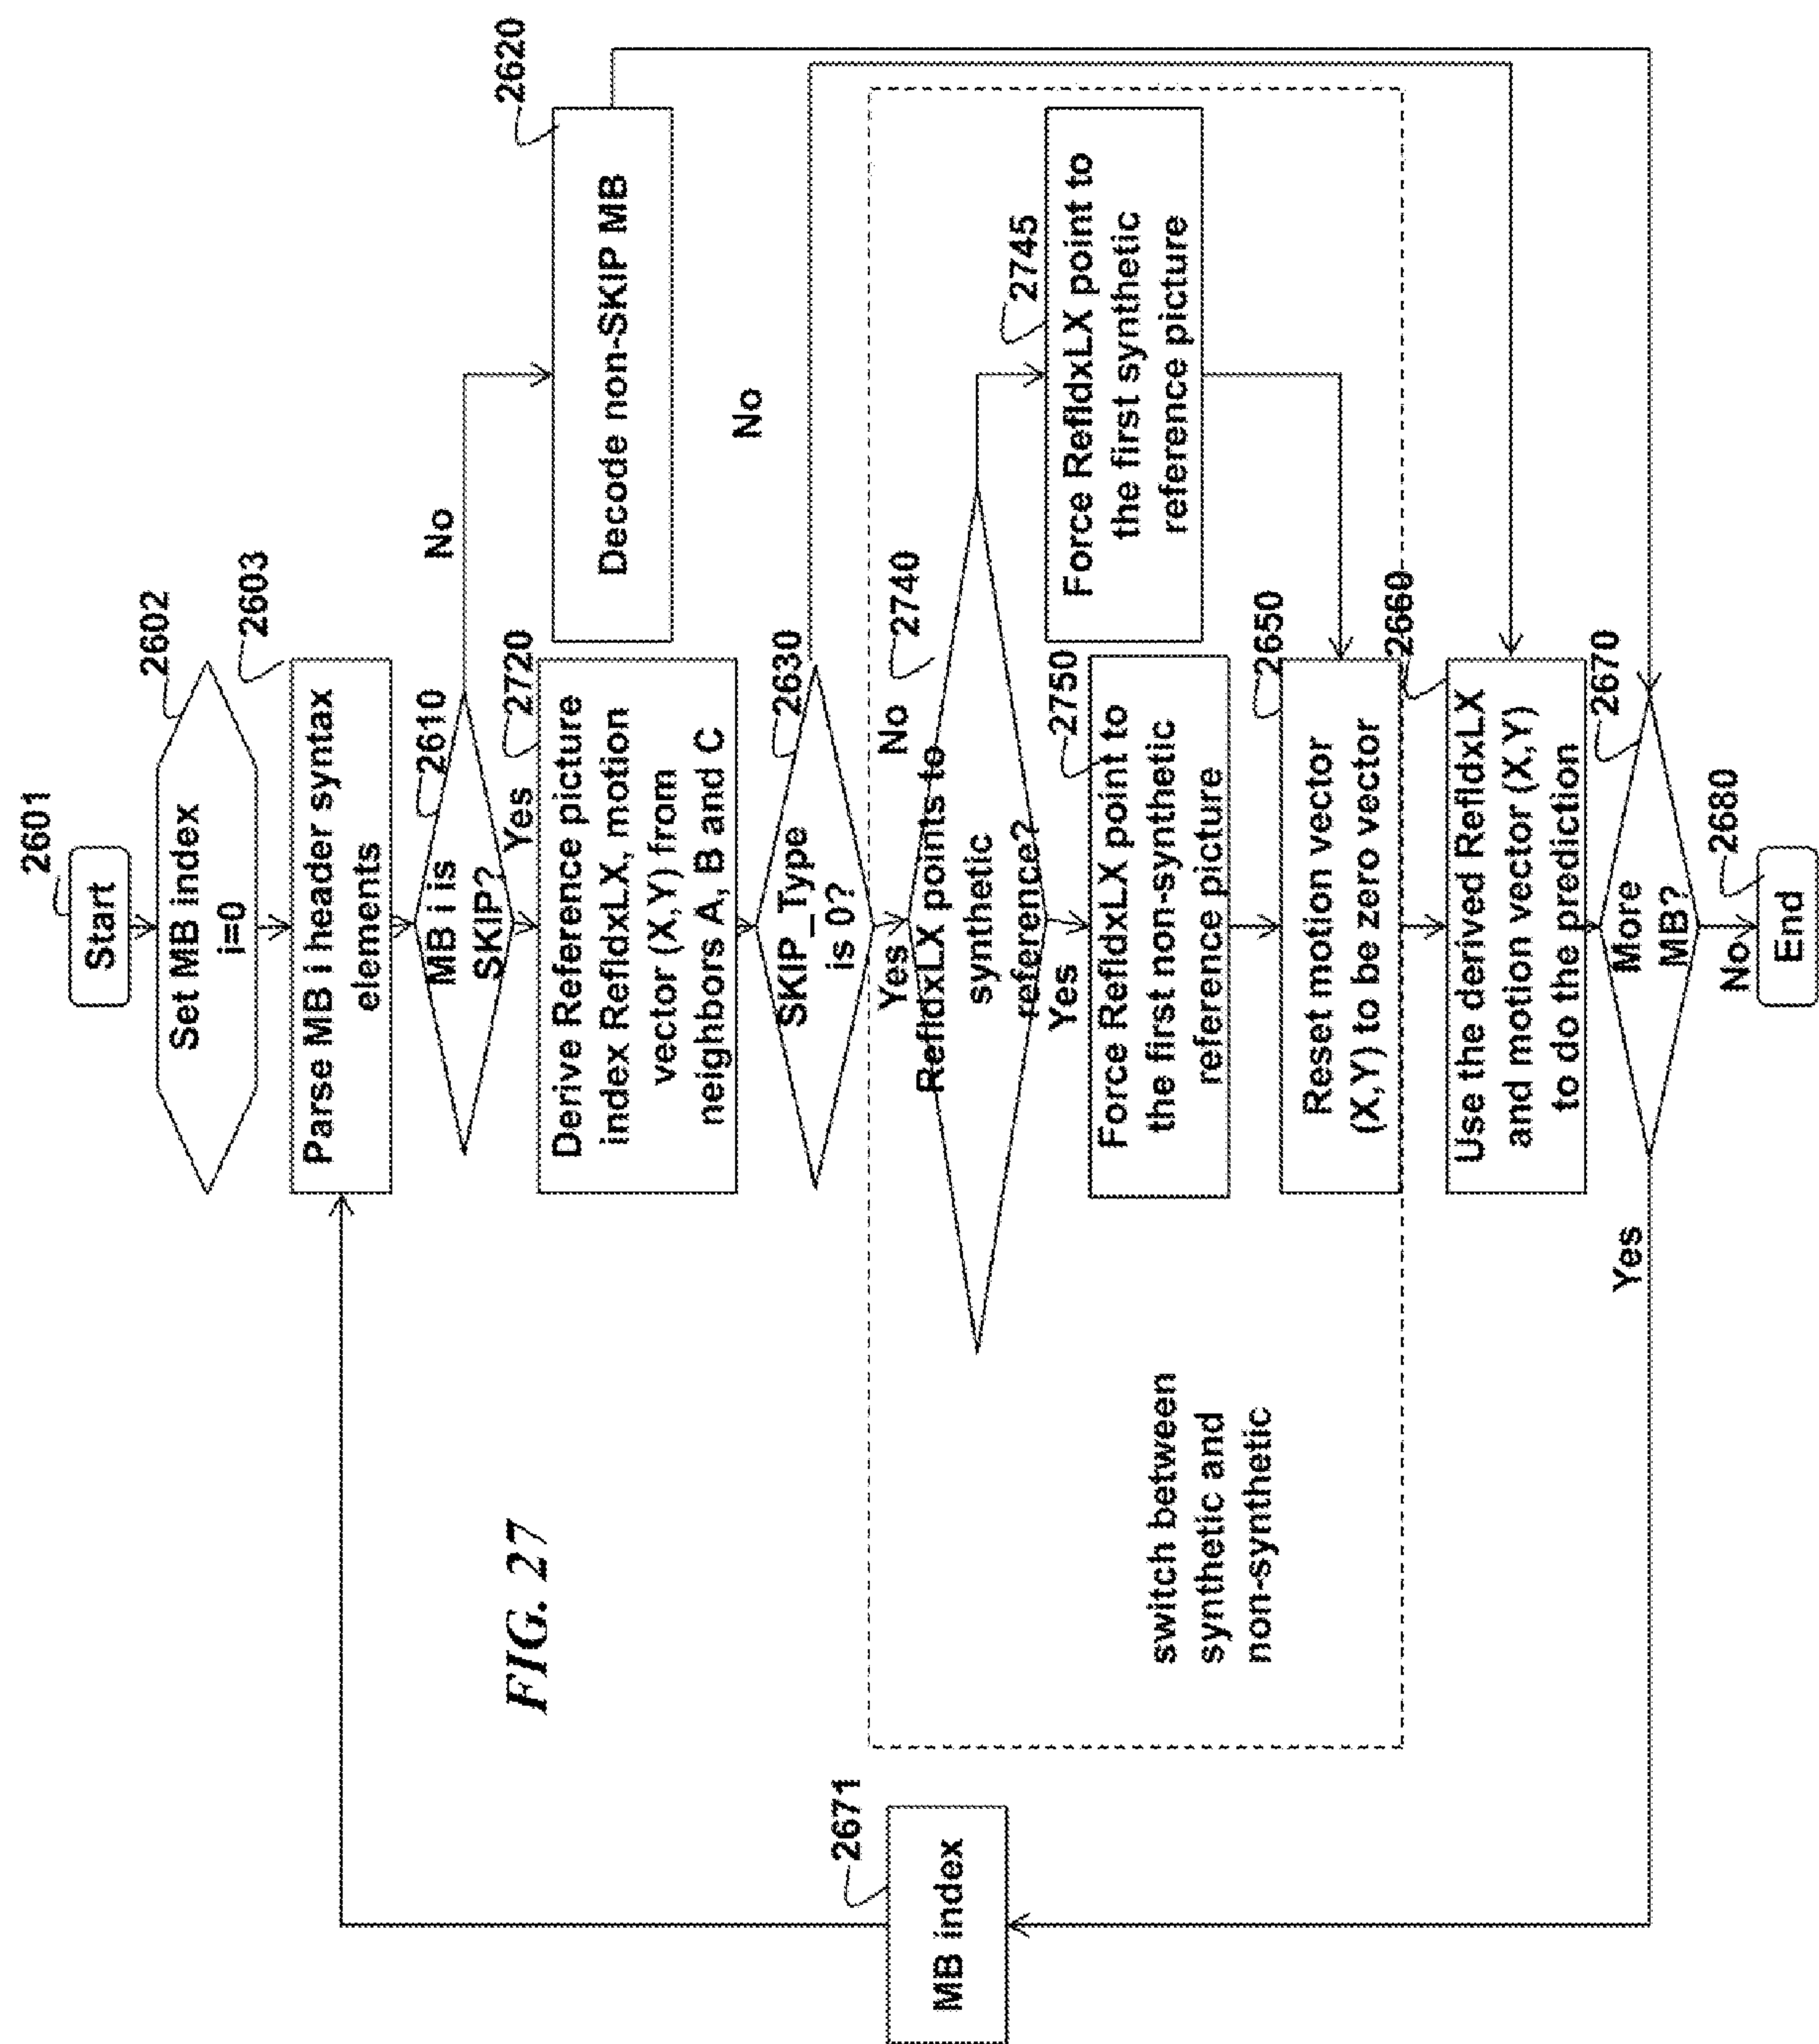 2601
Start
2602
Set MB index
i=0
2603
Parse MB i header syntax
elements
2610
MB i is
SKIP?
No
2620
Decode non-SKIP MB
Yes
2720
Derive Reference picture
index RefIdxLX, motion
vector (X,Y) from
neighbors A, B and C
2630
SKIP_Type
is 0?
No
Yes
2740
RefIdxLX points to
synthetic
reference?
No
2745
Force RefIdxLX point to
the first synthetic
reference picture
Yes
2750
Force RefIdxLX point to
the first non-synthetic
reference picture
2650
Reset motion vector
(X,Y) to be zero vector
switch between
synthetic and
non-synthetic
2660
Use the derived RefIdxLX
and motion vector (X,Y)
to do the prediction
2670
More
MB?
Yes
No
2680
End
2671
MB index
FIG. 27